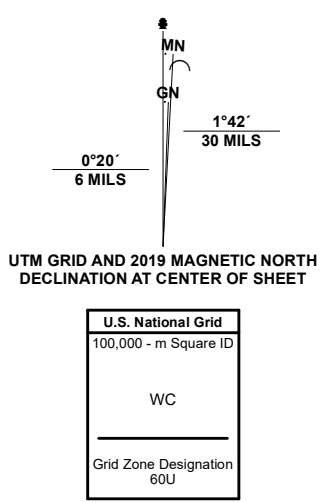 MN
GN
1°42´
30 MILS
0°20´
6 MILS
UTM GRID AND 2019 MAGNETIC NORTH
DECLINATION AT CENTER OF SHEET
U.S. National Grid
100,000 - m Square ID
WC
Grid Zone Designation
60U